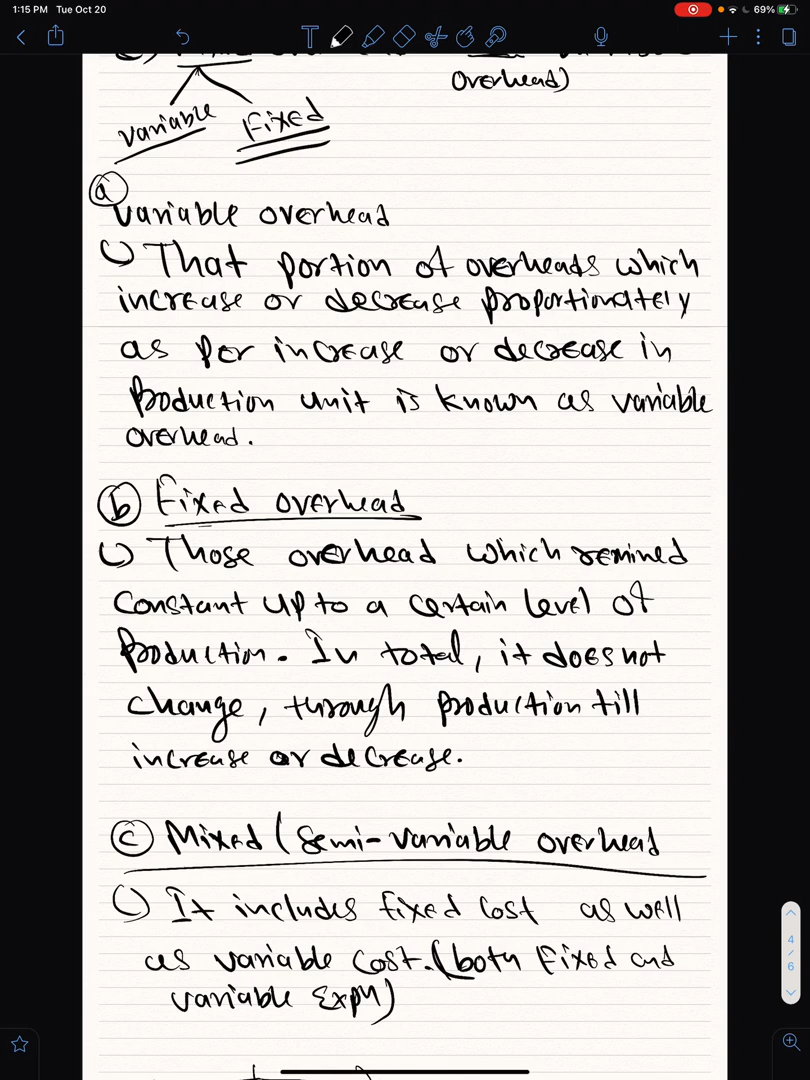 1:15 PM Tue Oct 20
69%
overhead)
Variable
Fixed
a
Variable overhead
That portion of overheads which
increase or decrease proportionately
as per increase or decrease in
Production unit is known as variable
overhead.
b Fixed overhead
Those overhead which remined
constant up to a certain level of
Production. In total, it does not
change, through production till
increase or decrease.
c Mixed (Semi-variable overhead
It includes fixed cost as well
as variable cost. (both Fixed and
variable Expn)
4
/
6